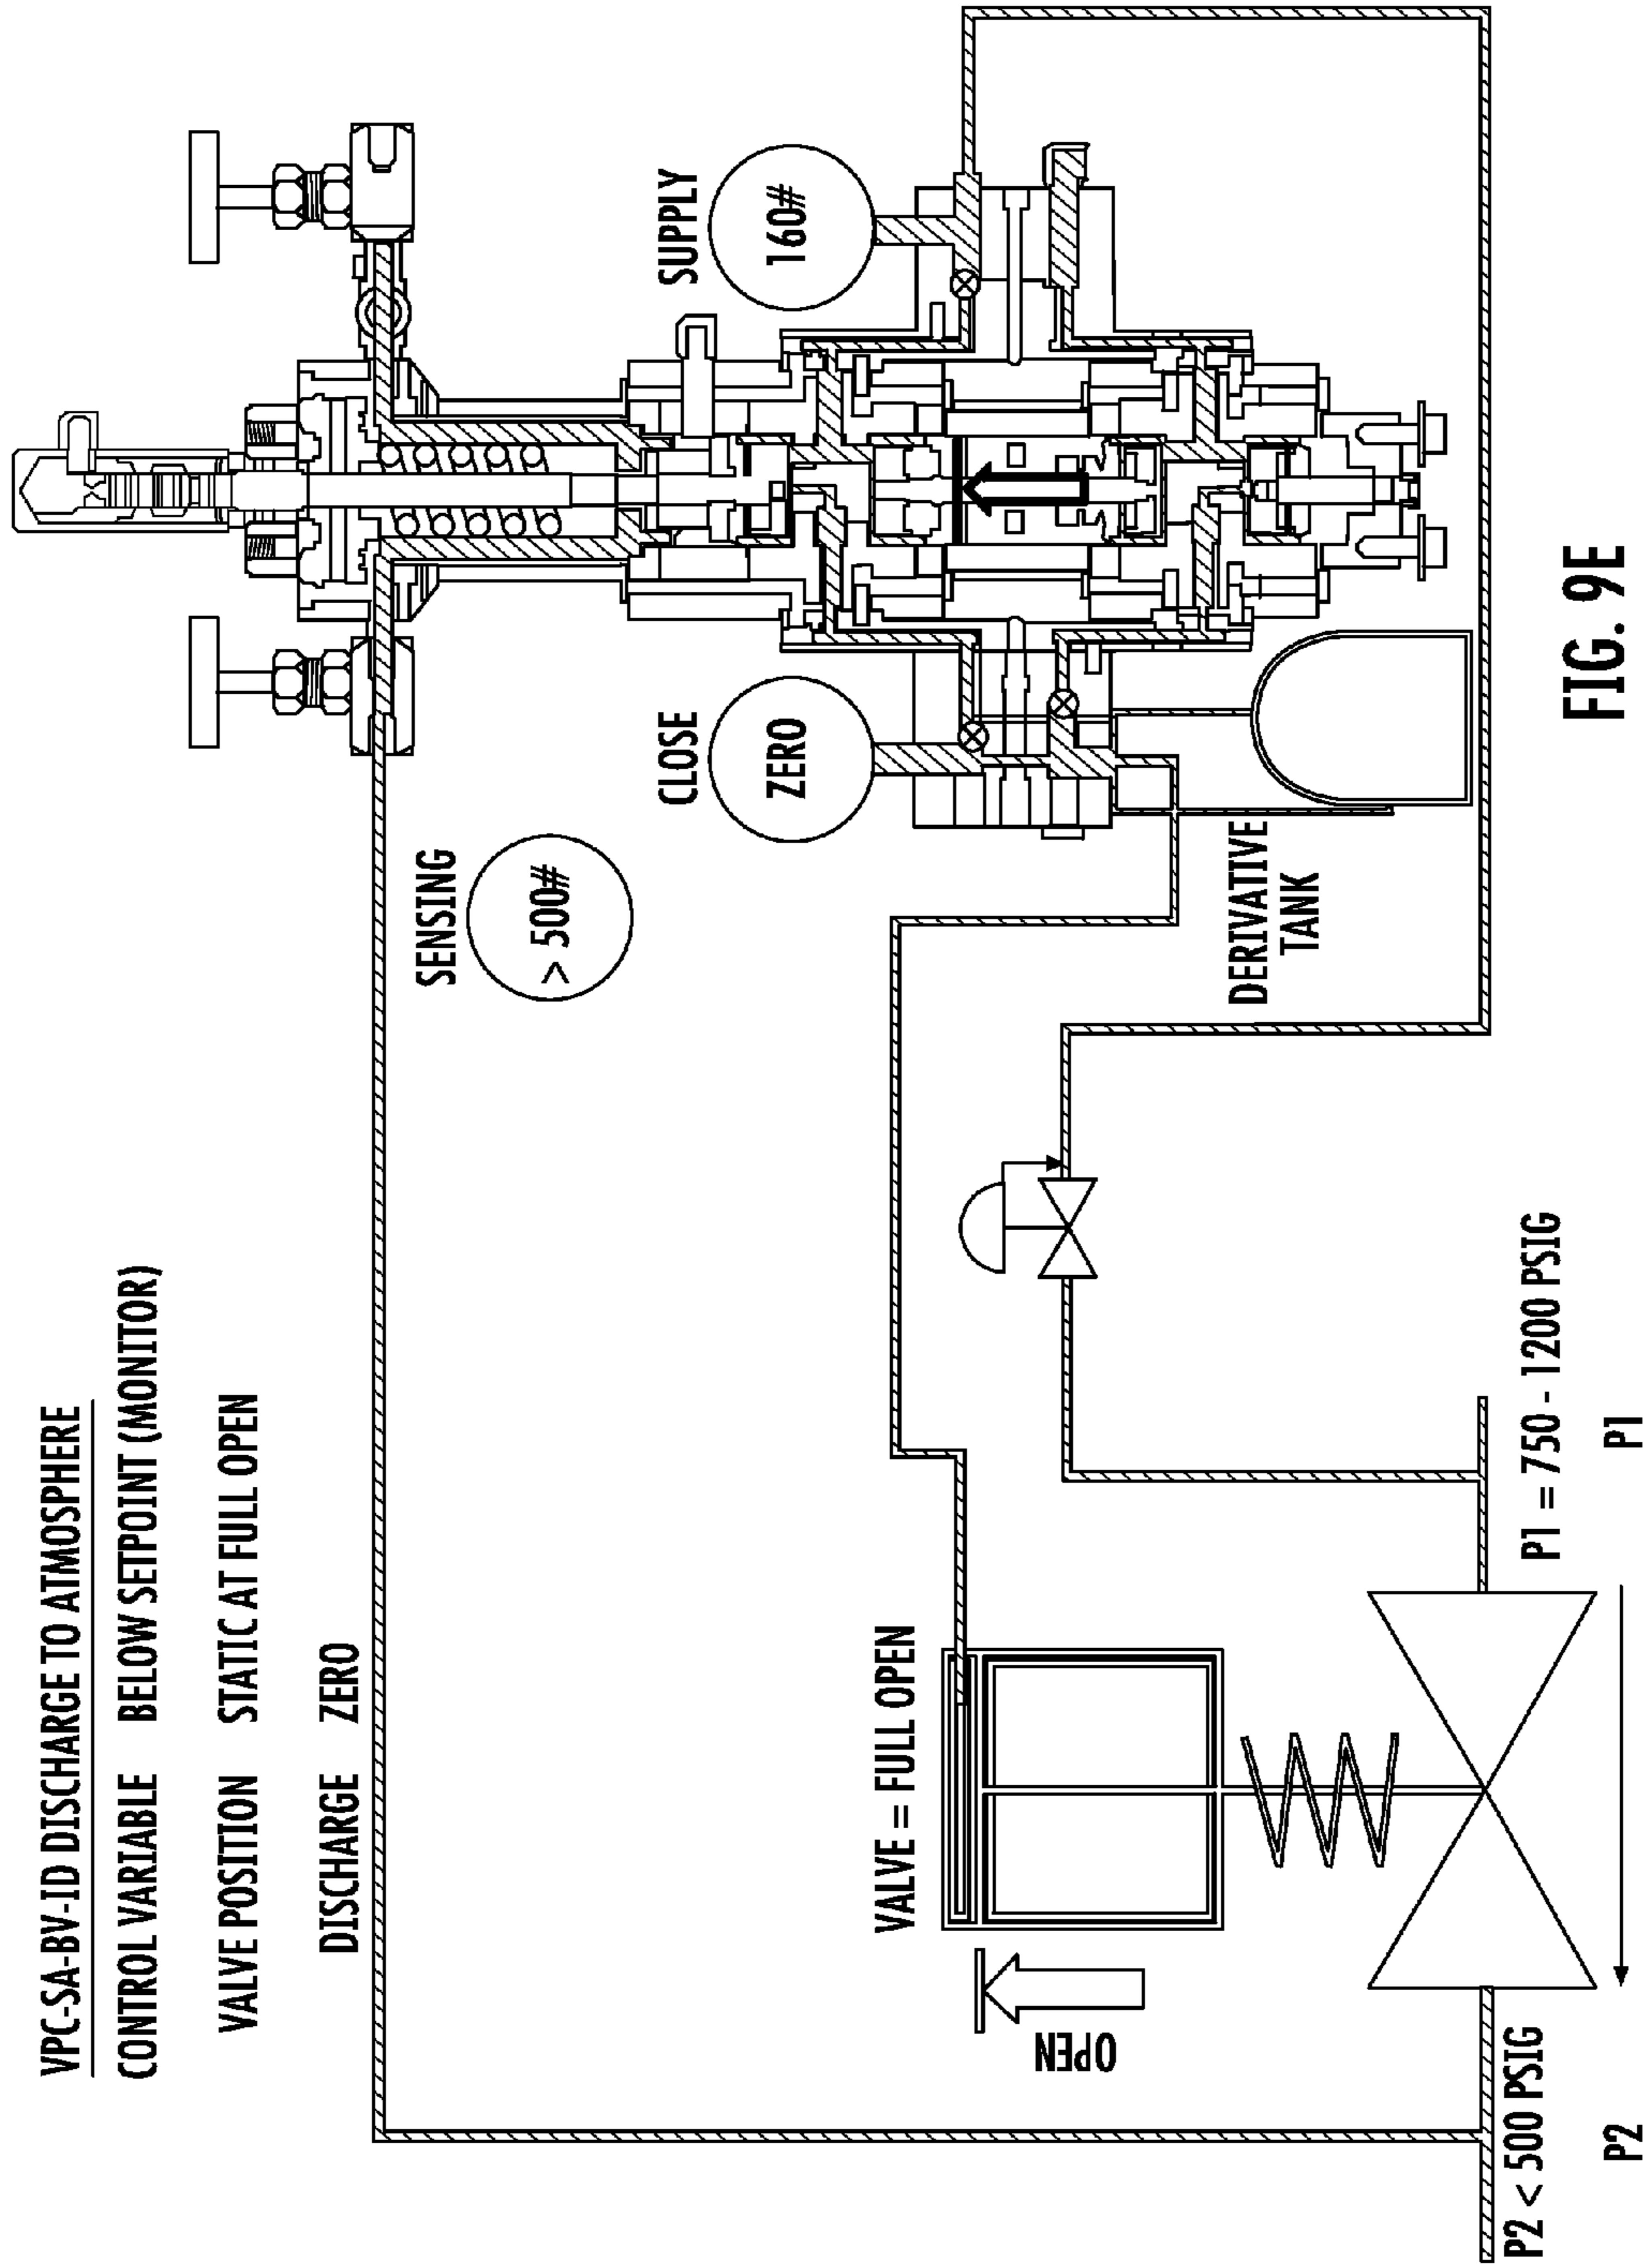 VPC-SA-BV-ID DISCHARGE TO ATMOSPHERE
CONTROL VARIABLE BELOW SETPOINT (MONITOR)
VALVE POSITION STATIC AT FULL OPEN
DISCHARGE ZERO
SENSING
> 500#
CLOSE
ZERO
SUPPLY
160#
VALVE = FULL OPEN
OPEN
DERIVATIVE
TANK
P2 < 500 PSIG
P1 = 750 - 1200 PSIG
P2
P1
FIG. 9E